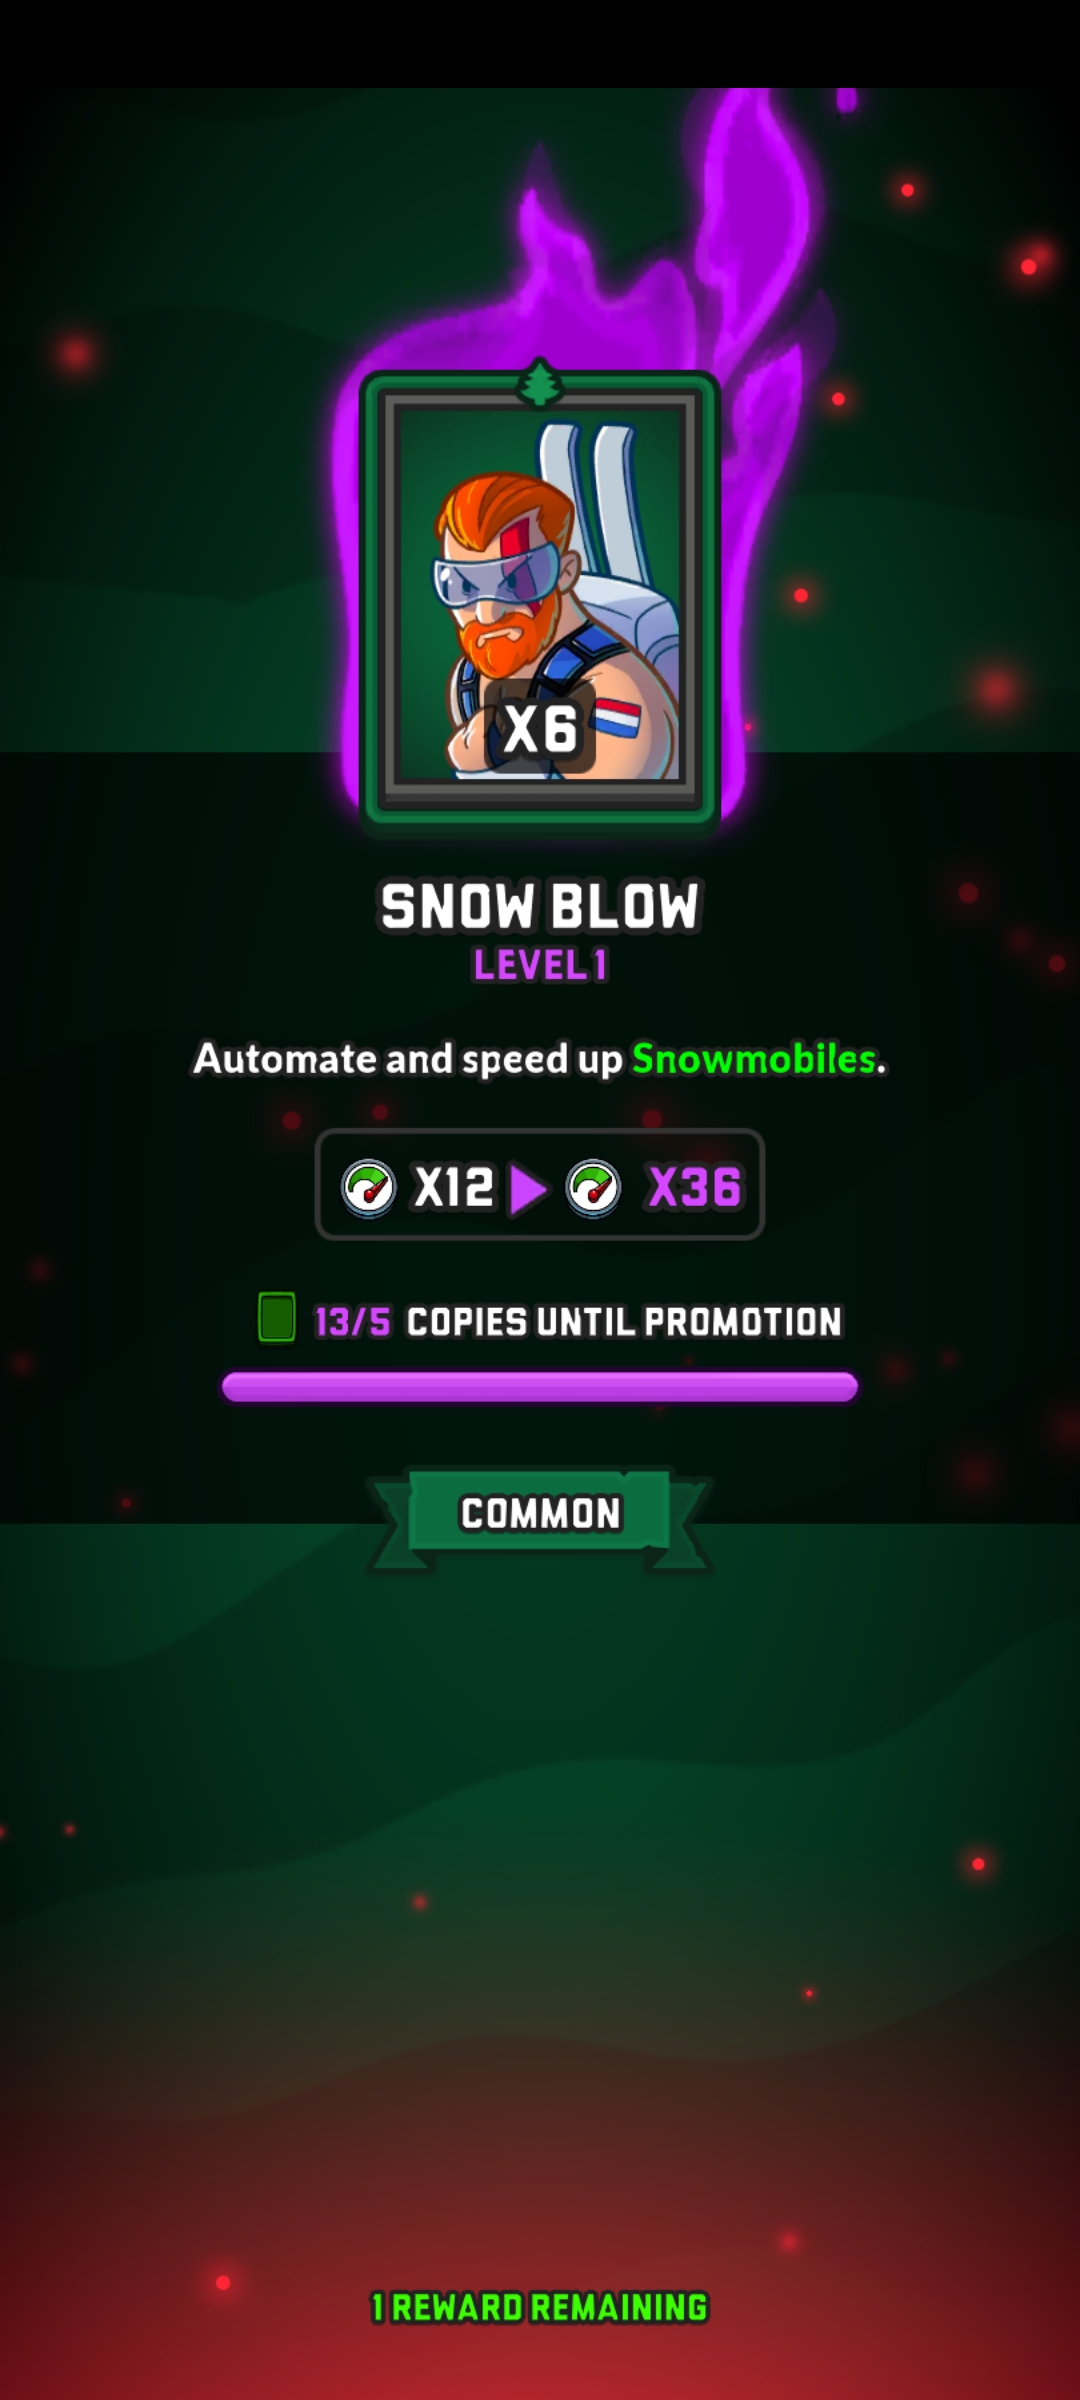 X6
SNOW BLOW
LEVEL 1
Automate and speed up Snowmobiles.
X12 X36
13/5 COPIES UNTIL PROMOTION
COMMON
1 REWARD REMAINING